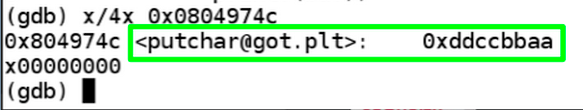 (gdb) x/4x 0x0804974c
0x804974c <putchar@got.plt>: 0xddccbbaa
x00000000
(gdb)